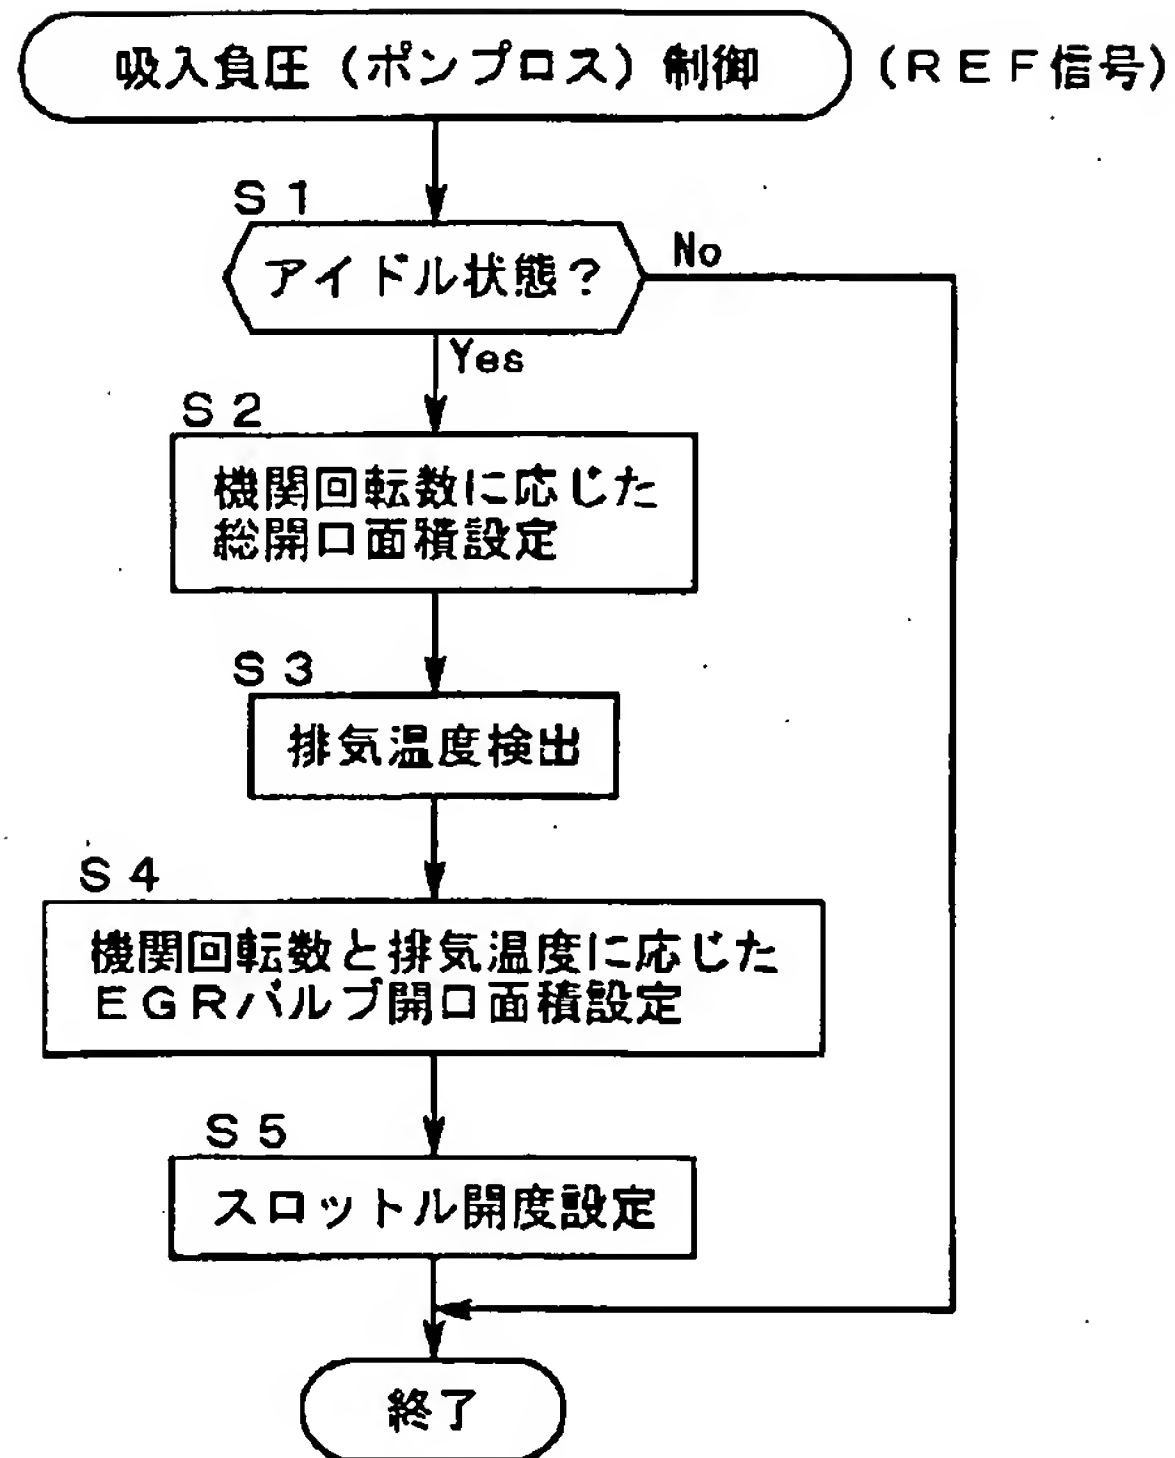 吸入負圧（ポンプロス）制御 （ＲＥＦ信号）
Ｓ１
アイドル状態？
No
Yes
Ｓ２
機関回転数に応じた
総開口面積設定
Ｓ３
排気温度検出
Ｓ４
機関回転数と排気温度に応じた
ＥＧＲバルブ開口面積設定
Ｓ５
スロットル開度設定
終了